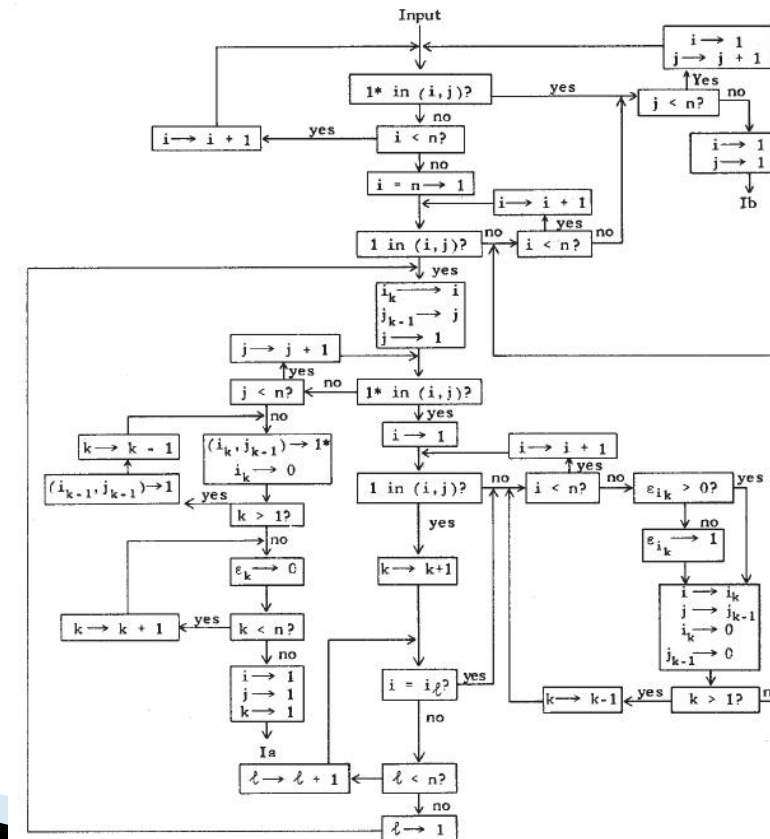 Input
i → 1
j → j + 1
1* in (i,j)?
yes
Yes
j < n?
no
no
i → i + 1
yes
i < n?
i → 1
j → 1
no
i = n → 1
i → i + 1
Ib
yes
1 in (i,j)?
no
i < n?
no
yes
i_k → i
j_{k-1} → j
j → 1
j → j + 1
yes
j < n?
no
1* in (i,j)?
no
yes
k → k - 1
(i_k, j_{k-1}) → 1*
i_k → 0
i → 1
i → i + 1
yes
(i_{k-1}, j_{k-1}) → 1
1 in (i,j)?
no
i < n?
no
ε_{i_k} > 0?
yes
yes
k > 1?
yes
no
no
ε_{i_k} → 1
ε_k → 0
k → k+1
i → i_k
j → j_{k-1}
i_k → 0
j_{k-1} → 0
k → k + 1
yes
k < n?
no
i → 1
j → 1
k → 1
i = i_ℓ?
yes
k → k-1
yes
k > 1?
no
Ia
ℓ → ℓ + 1
ℓ < n?
no
ℓ → 1